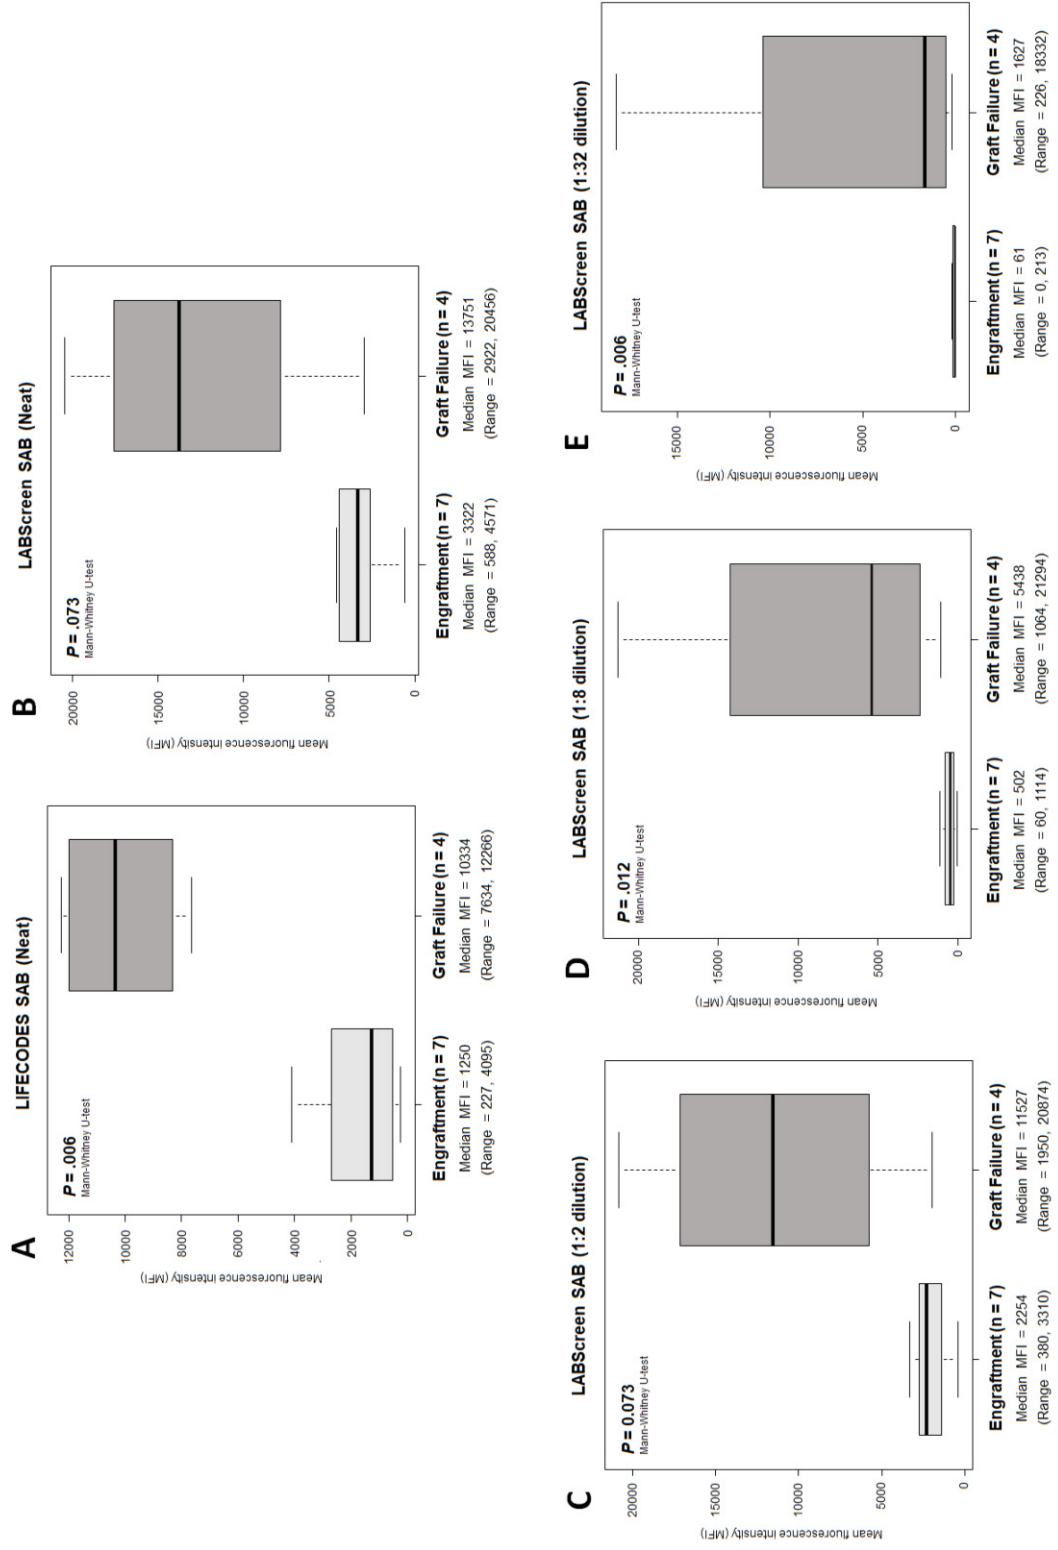 A
LIFECODES SAB (Neat)
P = .006
Mann-Whitney U-test
Mean fluorescence intensity (MFI)
12000
10000
8000
6000
4000
2000
0
Engraftment (n = 7)
Median MFI = 1250
(Range = 227, 4095)
Graft Failure (n = 4)
Median MFI = 10334
(Range = 7634, 12266)
B
LABScreen SAB (Neat)
P = .073
Mann-Whitney U-test
Mean fluorescence intensity (MFI)
20000
15000
10000
5000
0
Engraftment (n = 7)
Median MFI = 3322
(Range = 588, 4571)
Graft Failure (n = 4)
Median MFI = 13751
(Range = 2922, 20456)
C
LABScreen SAB (1:2 dilution)
P = 0.073
Mann-Whitney U-test
Mean fluorescence intensity (MFI)
20000
15000
10000
5000
0
Engraftment (n = 7)
Median MFI = 2254
(Range = 380, 3310)
Graft Failure (n = 4)
Median MFI = 11527
(Range = 1950, 20874)
D
LABScreen SAB (1:8 dilution)
P = .012
Mann-Whitney U-test
Mean fluorescence intensity (MFI)
20000
15000
10000
5000
0
Engraftment (n = 7)
Median MFI = 502
(Range = 60, 1114)
Graft Failure (n = 4)
Median MFI = 5438
(Range = 1064, 21294)
E
LABScreen SAB (1:32 dilution)
P = .006
Mann-Whitney U-test
Mean fluorescence intensity (MFI)
15000
10000
5000
0
Engraftment (n = 7)
Median MFI = 61
(Range = 0, 213)
Graft Failure (n = 4)
Median MFI = 1627
(Range = 226, 18332)